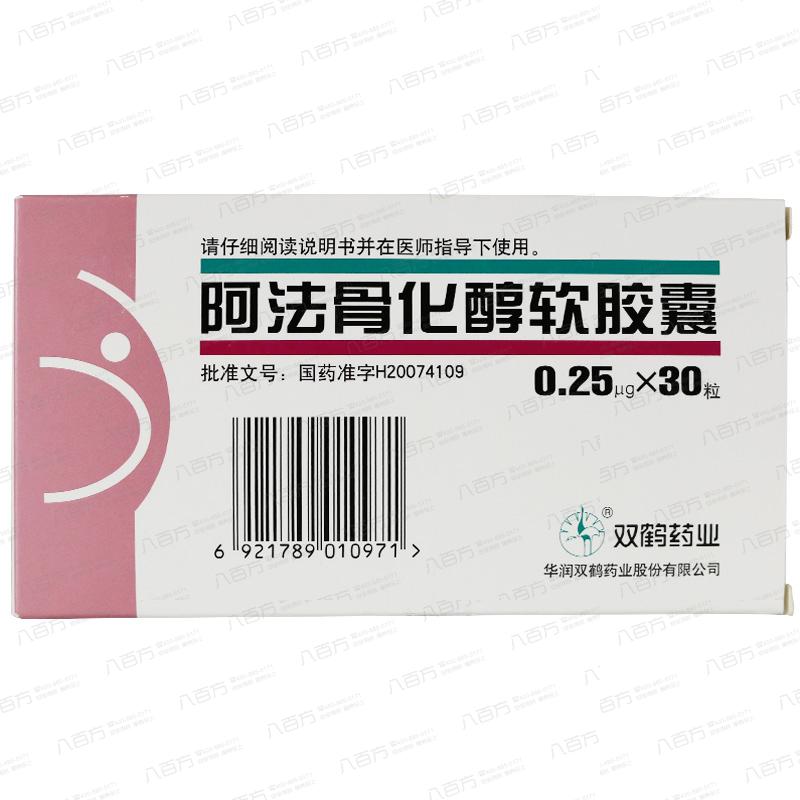 请仔细阅读说明书并在医师指导下使用。
阿法骨化醇软胶囊
批准文号：国药准字H20074109
0.25μg×30粒
6 921789 010971 >
® 双鹤药业
华润双鹤药业股份有限公司
八百方